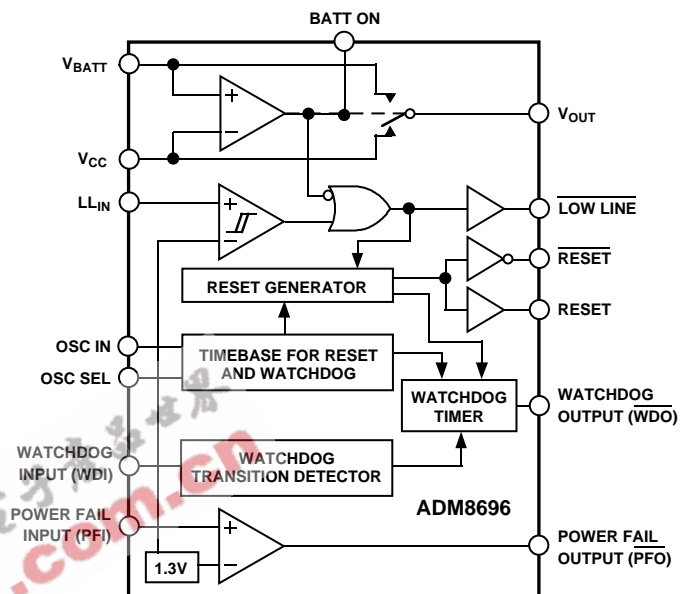 BATT ON
VBATT
VOUT
VCC
LLIN
LOW LINE
RESET
RESET GENERATOR
RESET
OSC IN
TIMEBASE FOR RESET
AND WATCHDOG
OSC SEL
WATCHDOG
TIMER
WATCHDOG
OUTPUT (WDO)
WATCHDOG
INPUT (WDI)
WATCHDOG
TRANSITION DETECTOR
ADM8696
POWER FAIL
INPUT (PFI)
1.3V
POWER FAIL
OUTPUT (PFO)
.com.cn